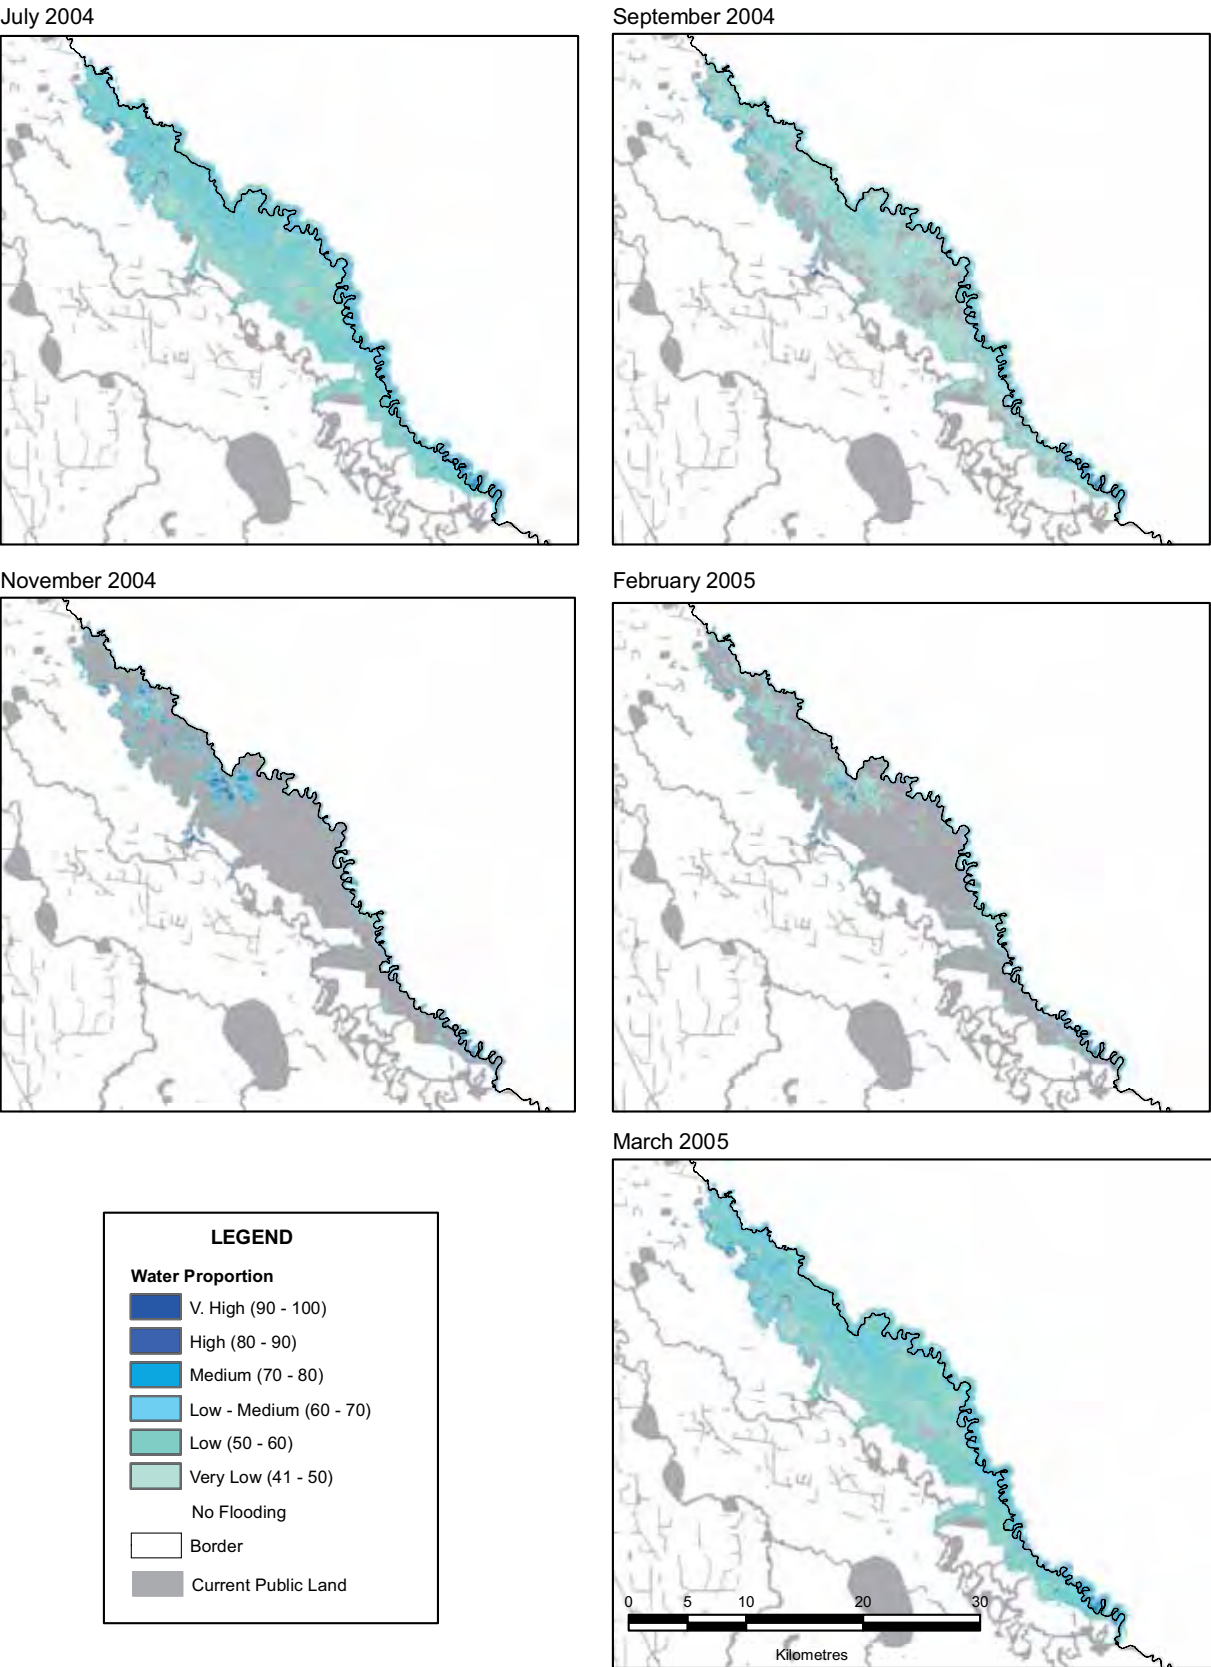 July 2004
September 2004
November 2004
February 2005
March 2005
LEGEND
Water Proportion
V. High (90 - 100)
High (80 - 90)
Medium (70 - 80)
Low - Medium (60 - 70)
Low (50 - 60)
Very Low (41 - 50)
No Flooding
Border
Current Public Land
0 5 10 20 30
Kilometres